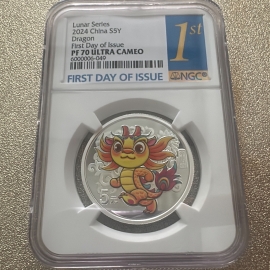 Lunar Series
2024 China S5Y
Dragon
First Day of Issue
PF 70 ULTRA CAMEO
6000006-049
1st
FIRST DAY OF ISSUE
NGC
5